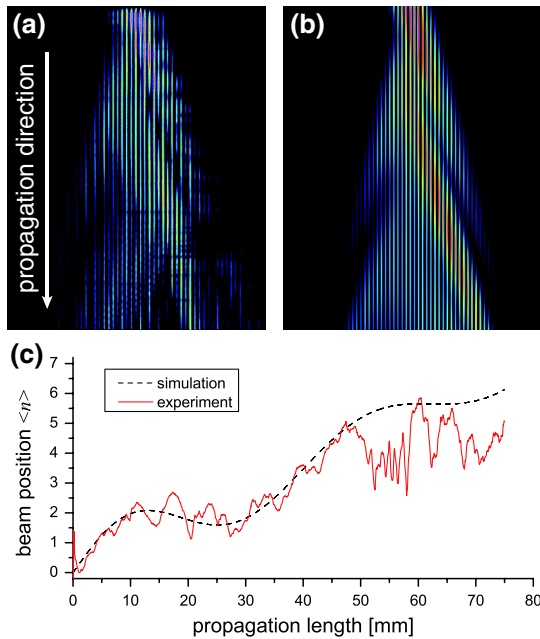 (a)
(b)
propagation direction
(c)
simulation
experiment
beam position <n>
7
6
5
4
3
2
1
0
0 10 20 30 40 50 60 70 80
propagation length [mm]